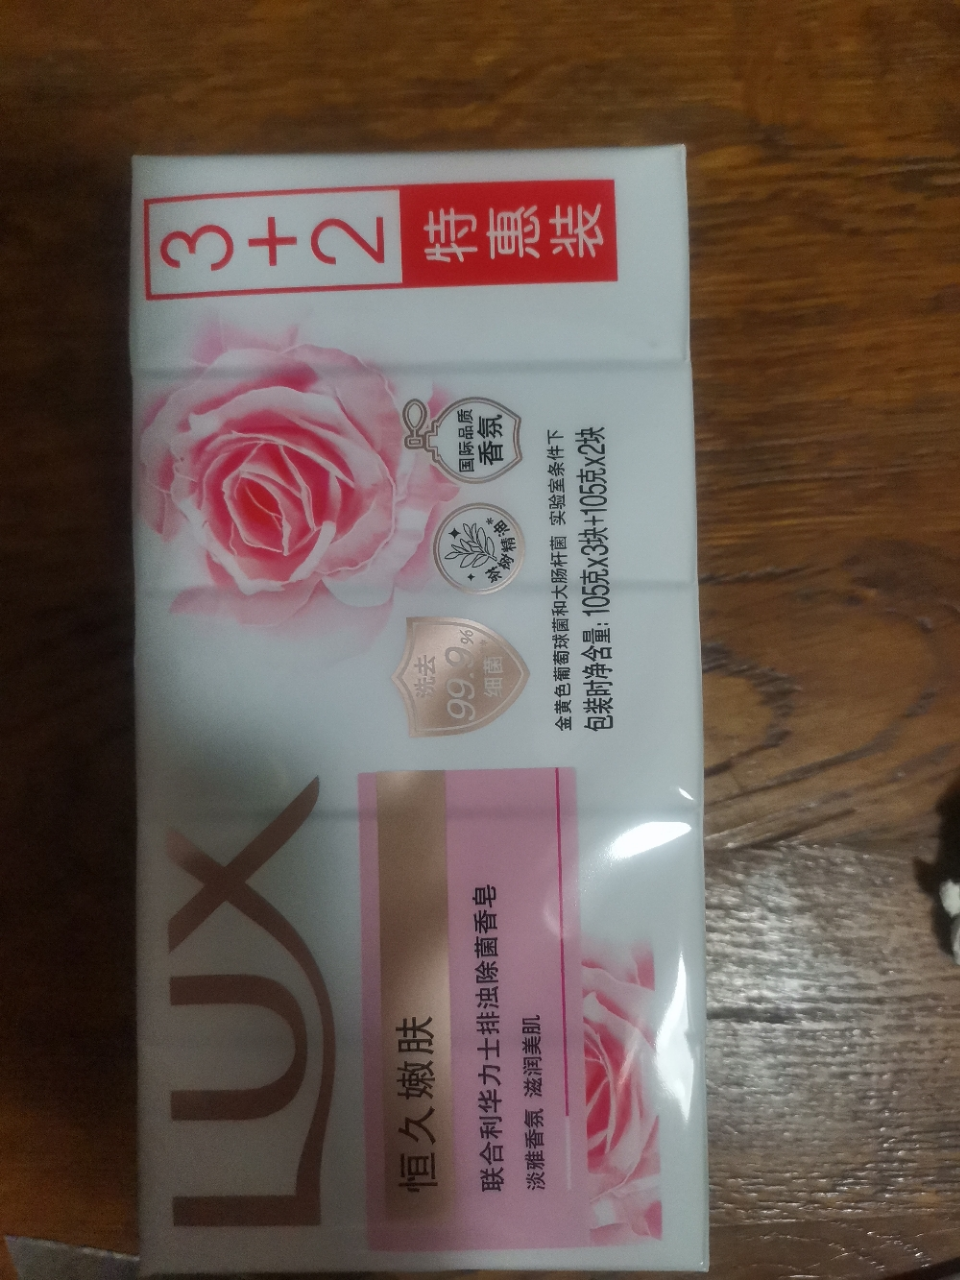 LUX
恒久嫩肤
联合利华力士排浊除菌香皂
淡雅香氛 滋润美肌
洗去
99.9%
细菌
精油*
国际品质
香氛
金黄色葡萄球菌和大肠杆菌 实验室条件下
包装时净含量: 105克x3块+105克x2块
3+2
特惠装